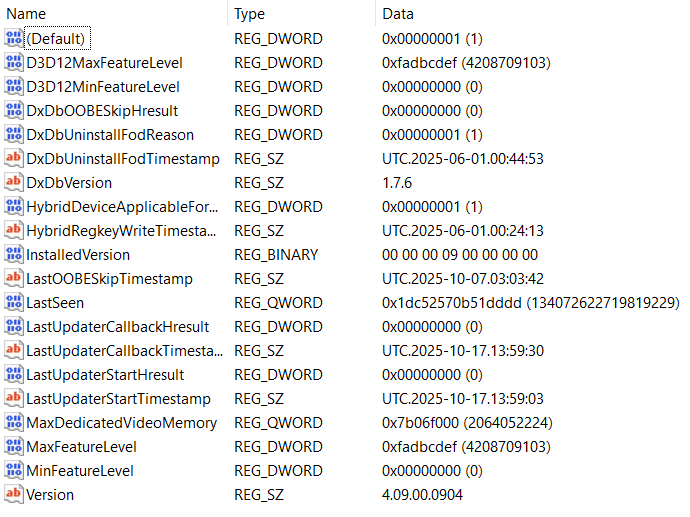 Name Type Data
(Default) REG_DWORD 0x00000001 (1)
D3D12MaxFeatureLevel REG_DWORD 0xfadbcdef (4208709103)
D3D12MinFeatureLevel REG_DWORD 0x00000000 (0)
DxDbOOBESkipHresult REG_DWORD 0x00000000 (0)
DxDbUninstallFodReason REG_DWORD 0x00000001 (1)
DxDbUninstallFodTimestamp REG_SZ UTC.2025-06-01.00:44:53
DxDbVersion REG_SZ 1.7.6
HybridDeviceApplicableFor... REG_DWORD 0x00000001 (1)
HybridRegkeyWriteTimesta... REG_SZ UTC.2025-06-01.00:24:13
InstalledVersion REG_BINARY 00 00 00 09 00 00 00 00
LastOOBESkipTimestamp REG_SZ UTC.2025-10-07.03:03:42
LastSeen REG_QWORD 0x1dc52570b51dddd (134072622719819229)
LastUpdaterCallbackHresult REG_DWORD 0x00000000 (0)
LastUpdaterCallbackTimesta... REG_SZ UTC.2025-10-17.13:59:30
LastUpdaterStartHresult REG_DWORD 0x00000000 (0)
LastUpdaterStartTimestamp REG_SZ UTC.2025-10-17.13:59:03
MaxDedicatedVideoMemory REG_QWORD 0x7b06f000 (2064052224)
MaxFeatureLevel REG_DWORD 0xfadbcdef (4208709103)
MinFeatureLevel REG_DWORD 0x00000000 (0)
Version REG_SZ 4.09.00.0904